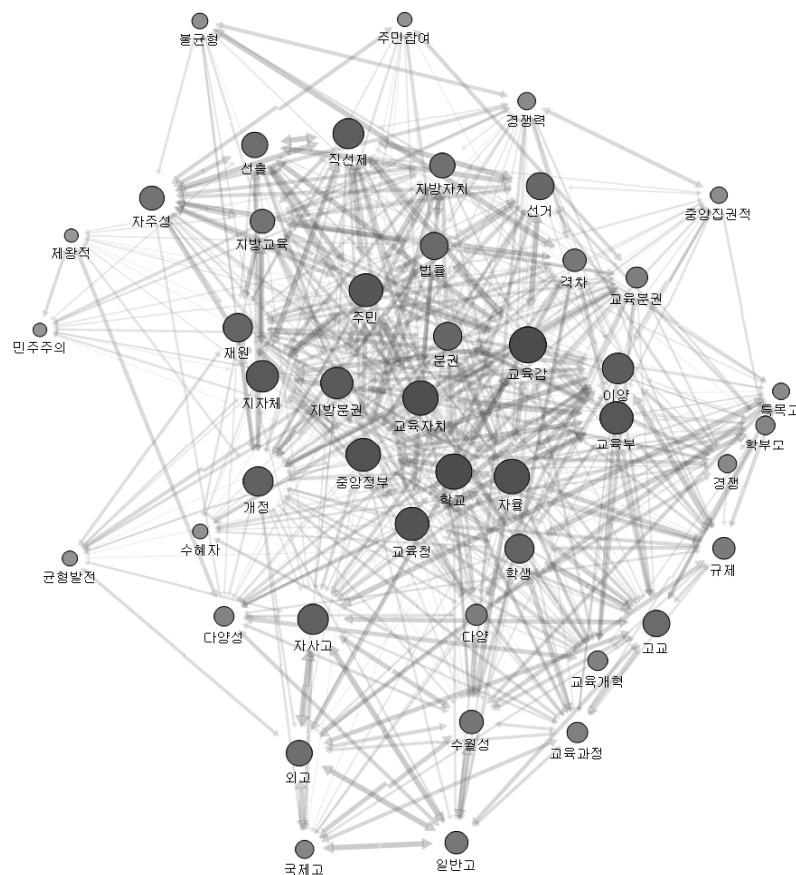 불균형
주민참여
경쟁력
선출
직선제
지방자치
선거
중앙집권적
자주성
지방교육
제왕적
법률
격차
교육분권
주민
민주주의
재원
분권
교육감
지자체
지방분권
이양
교육자치
특목고
교육부
학부모
중앙정부
학교
자율
경쟁
개정
교육청
수혜자
학생
규제
균형발전
다양성
자사고
다양
고교
교육개혁
수월성
교육과정
외고
국제고
일반고